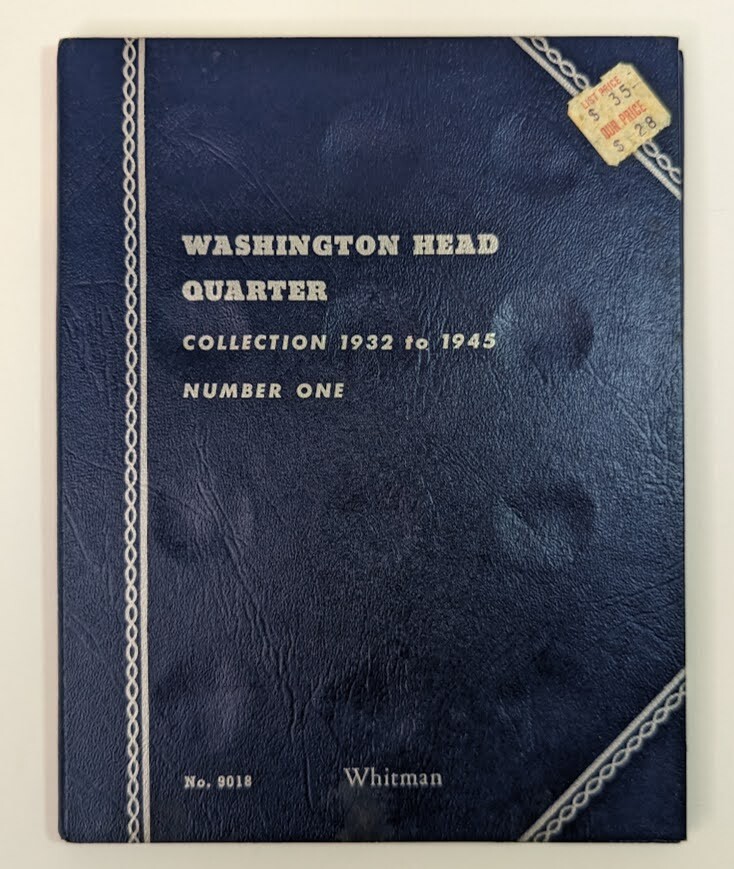 LIST PRICE
$ 35-
OUR PRICE
$ 28
WASHINGTON HEAD
QUARTER
COLLECTION 1932 to 1945
NUMBER ONE
No. 9018 Whitman